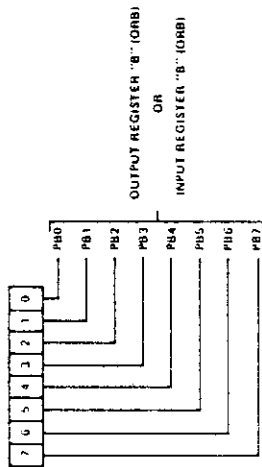 7 6 5 4 3 2 1 0
PB0
PB1
PB2
PB3
PB4
PB5
PB6
PB7
OUTPUT REGISTER "B" (ORB)
OR
INPUT REGISTER "B" (ORB)